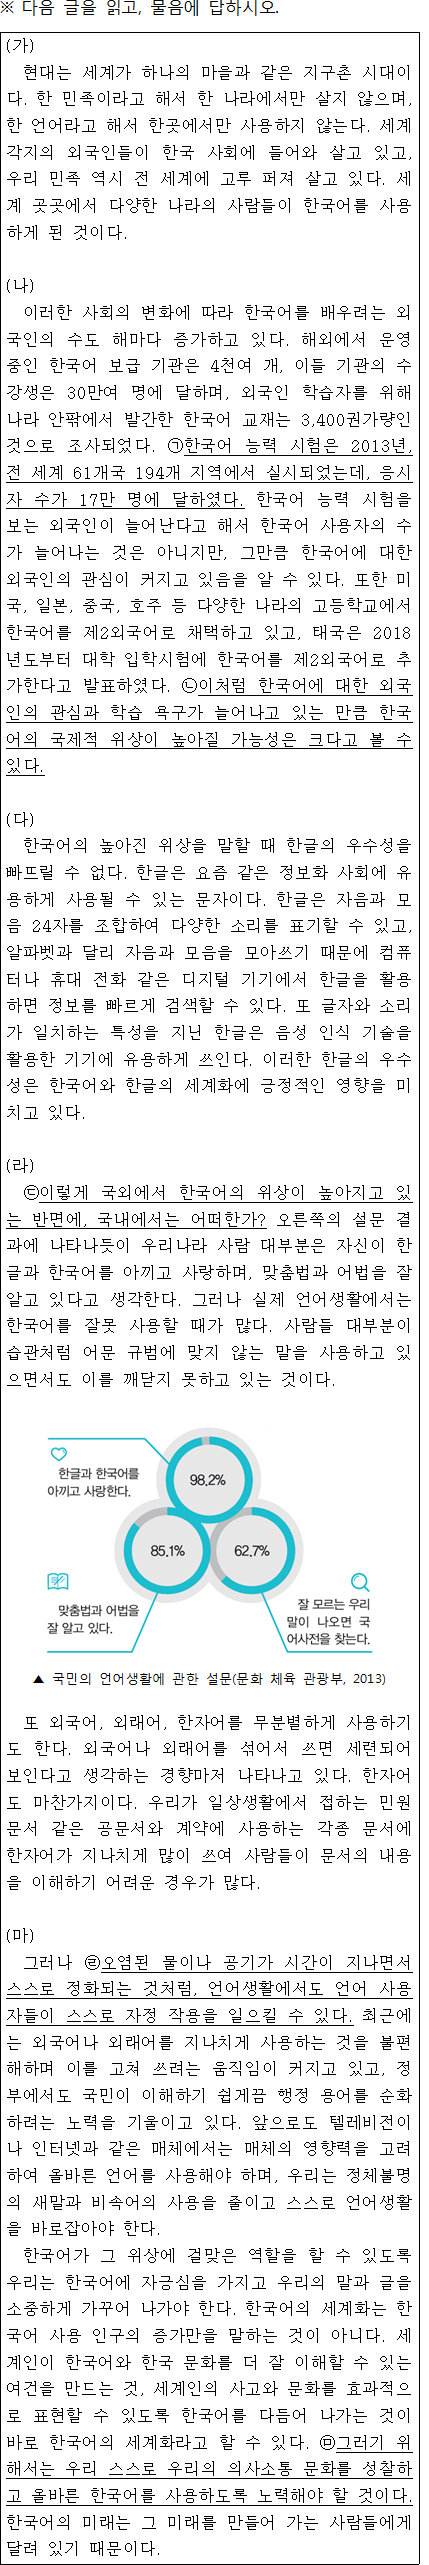 ※ 다음 글을 읽고, 물음에 답하시오.
(가)
현대는 세계가 하나의 마을과 같은 지구촌 시대이
다. 한 민족이라고 해서 한 나라에서만 살지 않으며,
한 언어라고 해서 한곳에서만 사용하지 않는다. 세계
각지의 외국인들이 한국 사회에 들어와 살고 있고,
우리 민족 역시 전 세계에 고루 퍼져 살고 있다. 세
계 곳곳에서 다양한 나라의 사람들이 한국어를 사용
하게 된 것이다.
(나)
이러한 사회의 변화에 따라 한국어를 배우려는 외
국인의 수도 해마다 증가하고 있다. 해외에서 운영
중인 한국어 보급 기관은 4천여 개, 이들 기관의 수
강생은 30만여 명에 달하며, 외국인 학습자를 위해
나라 안팎에서 발간한 한국어 교재는 3,400권가량인
것으로 조사되었다. ㉠한국어 능력 시험은 2013년,
전 세계 61개국 194개 지역에서 실시되었는데, 응시
자 수가 17만 명에 달하였다. 한국어 능력 시험을
보는 외국인이 늘어난다고 해서 한국어 사용자의 수
가 늘어나는 것은 아니지만, 그만큼 한국어에 대한
외국인의 관심이 커지고 있음을 알 수 있다. 또한 미
국, 일본, 중국, 호주 등 다양한 나라의 고등학교에서
한국어를 제2외국어로 채택하고 있고, 태국은 2018
년도부터 대학 입학시험에 한국어를 제2외국어로 추
가한다고 발표하였다. ㉡이처럼 한국어에 대한 외국
인의 관심과 학습 욕구가 늘어나고 있는 만큼 한국
어의 국제적 위상이 높아질 가능성은 크다고 볼 수
있다.
(다)
한국어의 높아진 위상을 말할 때 한글의 우수성을
빠뜨릴 수 없다. 한글은 요즘 같은 정보화 사회에 유
용하게 사용될 수 있는 문자이다. 한글은 자음과 모
음 24자를 조합하여 다양한 소리를 표기할 수 있고,
알파벳과 달리 자음과 모음을 모아쓰기 때문에 컴퓨
터나 휴대 전화 같은 디지털 기기에서 한글을 활용
하면 정보를 빠르게 검색할 수 있다. 또 글자와 소리
가 일치하는 특성을 지닌 한글은 음성 인식 기술을
활용한 기기에 유용하게 쓰인다. 이러한 한글의 우수
성은 한국어와 한글의 세계화에 긍정적인 영향을 미
치고 있다.
(라)
㉢이렇게 국외에서 한국어의 위상이 높아지고 있
는 반면에, 국내에서는 어떠한가? 오른쪽의 설문 결
과에 나타나듯이 우리나라 사람 대부분은 자신이 한
글과 한국어를 아끼고 사랑하며, 맞춤법과 어법을 잘
알고 있다고 생각한다. 그러나 실제 언어생활에서는
한국어를 잘못 사용할 때가 많다. 사람들 대부분이
습관처럼 어문 규범에 맞지 않는 말을 사용하고 있
으면서도 이를 깨닫지 못하고 있는 것이다.
한글과 한국어를
아끼고 사랑한다.
98.2%
85.1%
62.7%
맞춤법과 어법을
잘 알고 있다.
잘 모르는 우리
말이 나오면 국
어사전을 찾는다.
▲ 국민의 언어생활에 관한 설문(문화 체육 관광부, 2013)
또 외국어, 외래어, 한자어를 무분별하게 사용하기
도 한다. 외국어나 외래어를 섞어서 쓰면 세련되어
보인다고 생각하는 경향마저 나타나고 있다. 한자어
도 마찬가지이다. 우리가 일상생활에서 접하는 민원
문서 같은 공문서와 계약에 사용하는 각종 문서에
한자어가 지나치게 많이 쓰여 사람들이 문서의 내용
을 이해하기 어려운 경우가 많다.
(마)
그러나 ㉣오염된 물이나 공기가 시간이 지나면서
스스로 정화되는 것처럼, 언어생활에서도 언어 사용
자들이 스스로 자정 작용을 일으킬 수 있다. 최근에
는 외국어나 외래어를 지나치게 사용하는 것을 불편
해하며 이를 고쳐 쓰려는 움직임이 커지고 있고, 정
부에서도 국민이 이해하기 쉽게끔 행정 용어를 순화
하려는 노력을 기울이고 있다. 앞으로도 텔레비전이
나 인터넷과 같은 매체에서는 매체의 영향력을 고려
하여 올바른 언어를 사용해야 하며, 우리는 정체불명
의 새말과 비속어의 사용을 줄이고 스스로 언어생활
을 바로잡아야 한다.
한국어가 그 위상에 걸맞은 역할을 할 수 있도록
우리는 한국어에 자긍심을 가지고 우리의 말과 글을
소중하게 가꾸어 나가야 한다. 한국어의 세계화는 한
국어 사용 인구의 증가만을 말하는 것이 아니다. 세
계인이 한국어와 한국 문화를 더 잘 이해할 수 있는
여건을 만드는 것, 세계인의 사고와 문화를 효과적으
로 표현할 수 있도록 한국어를 다듬어 나가는 것이
바로 한국어의 세계화라고 할 수 있다. ㉤그러기 위
해서는 우리 스스로 우리의 의사소통 문화를 성찰하
고 올바른 한국어를 사용하도록 노력해야 할 것이다.
한국어의 미래는 그 미래를 만들어 가는 사람들에게
달려 있기 때문이다.